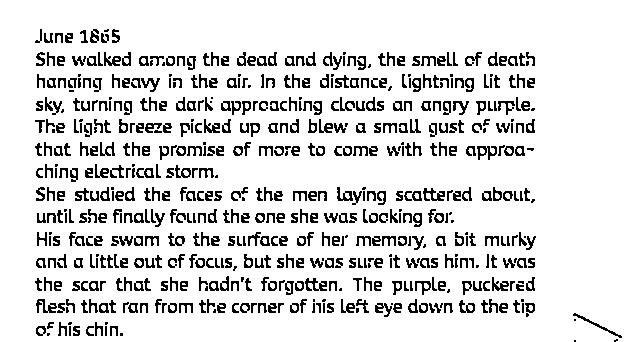 June 1865
She walked among the dead and dying, the smell of death
hanging heavy in the air. In the distance, lightning lit the
sky, turning the dark approaching clouds an angry purple.
The light breeze picked up and blew a small gust of wind
that held the promise of more to come with the approa-
ching electrical storm.
She studied the faces of the men laying scattered about,
until she finally found the one she was looking for.
His face swam to the surface of her memory, a bit murky
and a little out of focus, but she was sure it was him. It was
the scar that she hadn't forgotten. The purple, puckered
flesh that ran from the corner of his left eye down to the tip
of his chin.